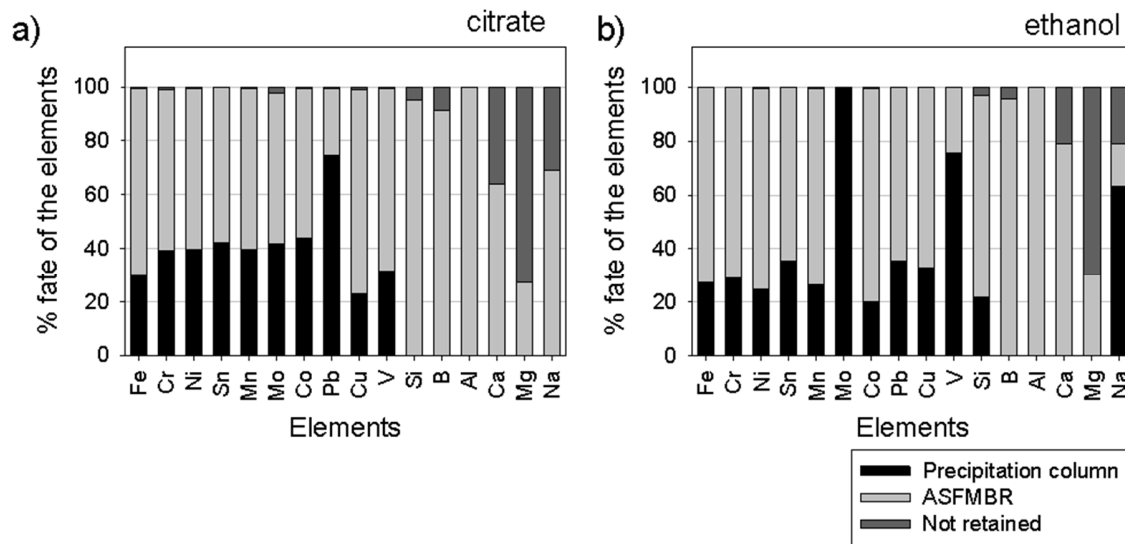 a) citrate
% fate of the elements
100
80
60
40
20
0
Fe Cr Ni Sn Mn Mo Co Pb Cu V Si B Al Ca Mg Na
Elements
b) ethanol
% fate of the elements
100
80
60
40
20
0
Fe Cr Ni Sn Mn Mo Co Pb Cu V Si B Al Ca Mg Na
Elements
Precipitation column
ASFMBR
Not retained